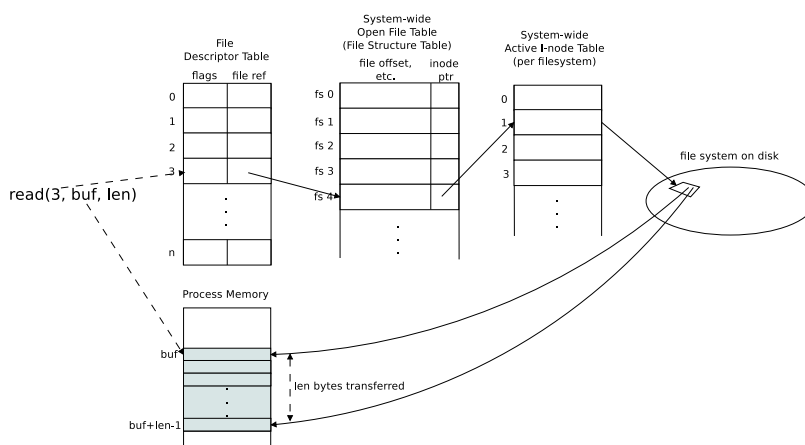 File
Descriptor Table
flags file ref
0
1
2
3
n
System-wide
Open File Table
(File Structure Table)
file offset,
etc.
inode
ptr
fs 0
fs 1
fs 2
fs 3
fs 4
System-wide
Active I-node Table
(per filesystem)
0
1
2
3
file system on disk
read(3, buf, len)
Process Memory
buf
len bytes transferred
buf+len-1